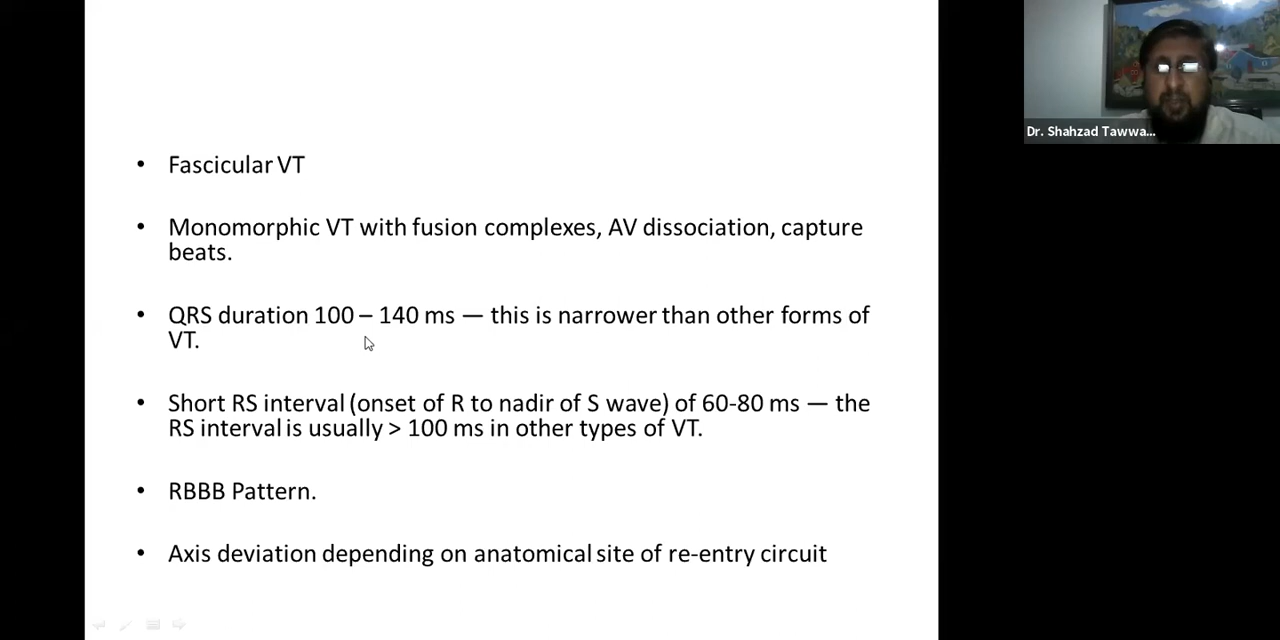 • Fascicular VT
• Monomorphic VT with fusion complexes, AV dissociation, capture
beats.
• QRS duration 100 – 140 ms — this is narrower than other forms of
VT.
• Short RS interval (onset of R to nadir of S wave) of 60-80 ms — the
RS interval is usually > 100 ms in other types of VT.
• RBBB Pattern.
• Axis deviation depending on anatomical site of re-entry circuit
Dr. Shahzad Tawwa...